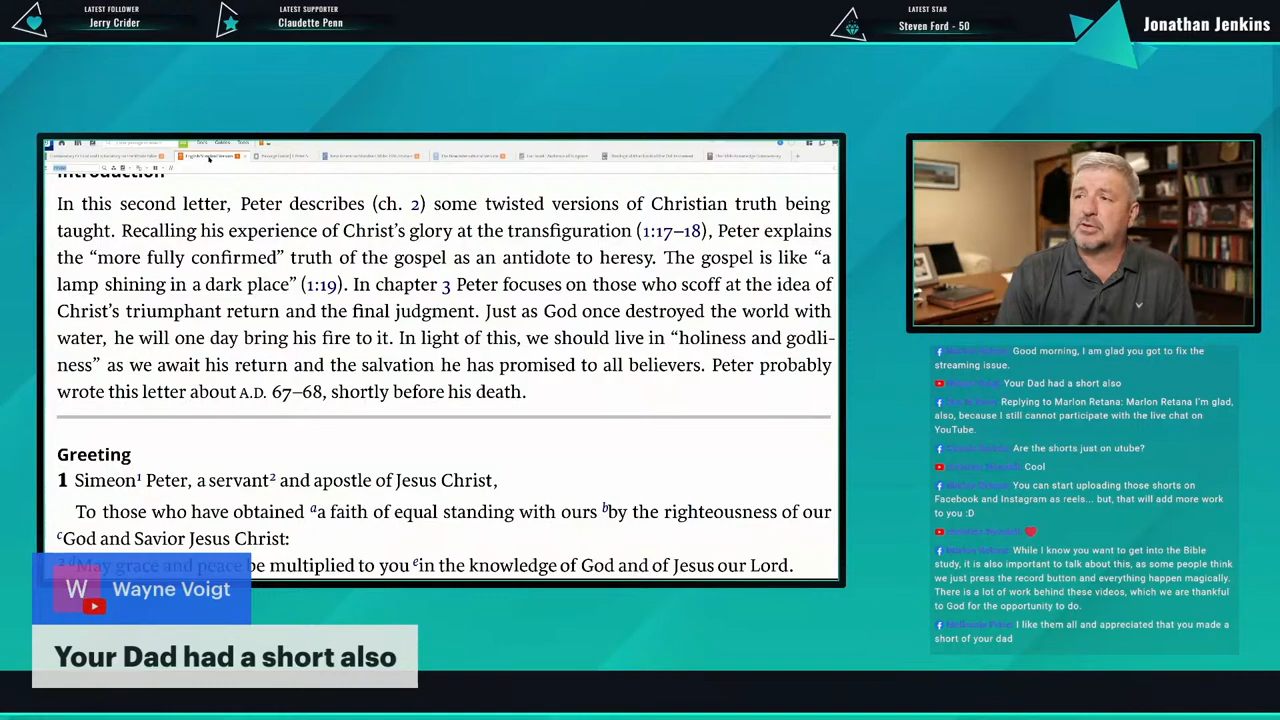 LATEST FOLLOWER
Jerry Crider
LATEST SUPPORTER
Claudette Penn
LATEST STAR
Steven Ford - 50
Jonathan Jenkins
Introduction
In this second letter, Peter describes (ch. 2) some twisted versions of Christian truth being
taught. Recalling his experience of Christ’s glory at the transfiguration (1:17–18), Peter explains
the “more fully confirmed” truth of the gospel as an antidote to heresy. The gospel is like “a
lamp shining in a dark place” (1:19). In chapter 3 Peter focuses on those who scoff at the idea of
Christ’s triumphant return and the final judgment. Just as God once destroyed the world with
water, he will one day bring his fire to it. In light of this, we should live in “holiness and godli-
ness” as we await his return and the salvation he has promised to all believers. Peter probably
wrote this letter about A.D. 67–68, shortly before his death.
Greeting
1 Simeon1 Peter, a servant2 and apostle of Jesus Christ,
To those who have obtained aa faith of equal standing with ours bby the righteousness of our
cGod and Savior Jesus Christ:
2 dMay grace and peace be multiplied to you ein the knowledge of God and of Jesus our Lord.
W Wayne Voigt
Your Dad had a short also
Good morning, I am glad you got to fix the
streaming issue.
Your Dad had a short also
Replying to Marlon Retana: Marlon Retana I'm glad,
also, because I still cannot participate with the live chat on
YouTube.
Are the shorts just on utube?
Cool
You can start uploading those shorts on
Facebook and Instagram as reels... but, that will add more work
to you :D
While I know you want to get into the Bible
study, it is also important to talk about this, as some people think
we just press the record button and everything happen magically.
There is a lot of work behind these videos, which we are thankful
to God for the opportunity to do.
I like them all and appreciated that you made a
short of your dad